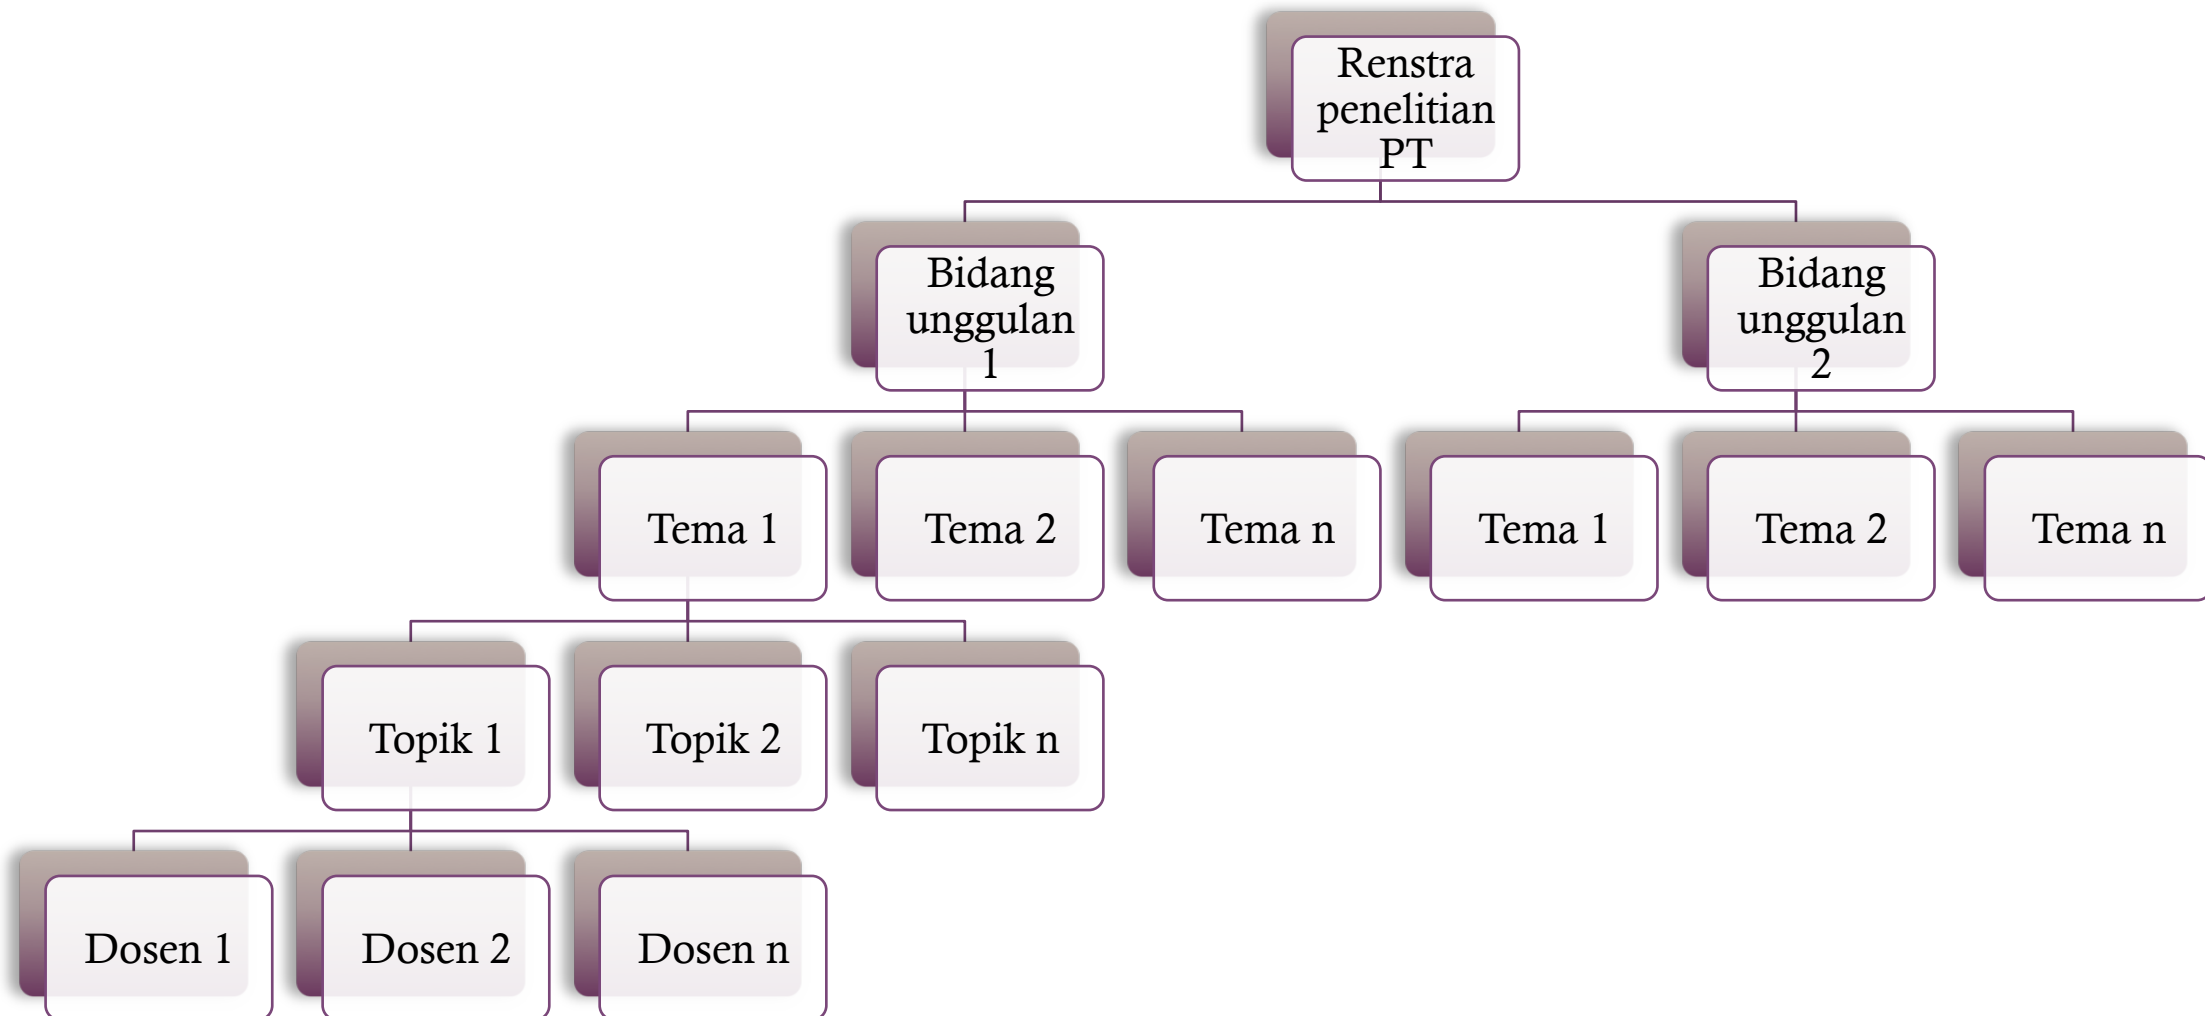 Renstra
penelitian
PT
Bidang
unggulan
1
Bidang
unggulan
2
Tema 1
Tema 2
Tema n
Tema 1
Tema 2
Tema n
Topik 1
Topik 2
Topik n
Dosen 1
Dosen 2
Dosen n